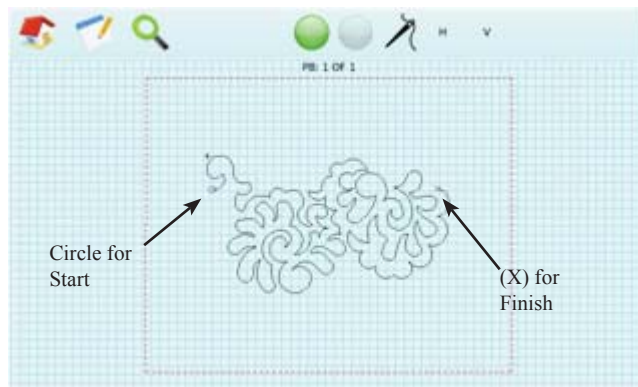 H V
PB: 1 OF 1
Circle for
Start
(X) for
Finish